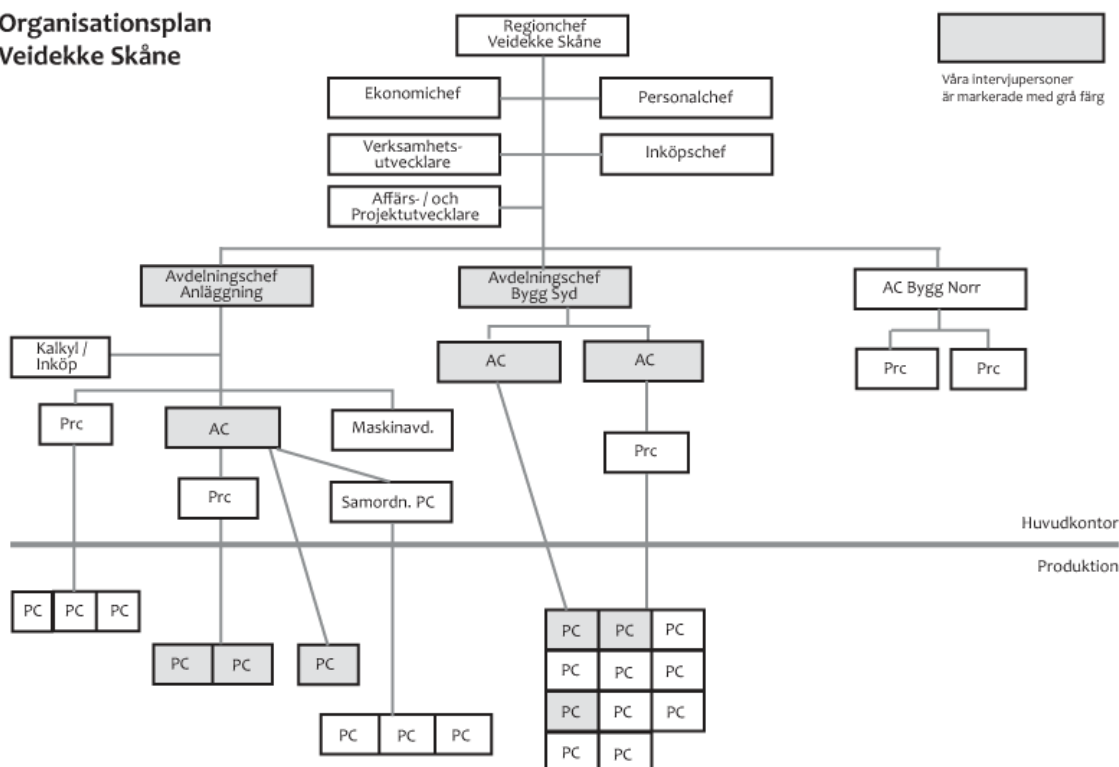 Organisationsplan
Veidekke Skåne
Regionchef
Veidekke Skåne
Våra intervjupersoner
är markerade med grå färg
Ekonomichef
Personalchef
Verksamhets-
utvecklare
Inköpschef
Affärs- / och
Projektutvecklare
Avdelningschef
Anläggning
Avdelningschef
Bygg Syd
AC Bygg Norr
Kalkyl /
Inköp
AC
AC
Prc
Prc
Prc
AC
Maskinavd.
Prc
Prc
Samordn. PC
Huvudkontor
Produktion
PC PC PC
PC PC
PC
PC PC PC
PC PC PC
PC PC PC
PC PC PC
PC PC